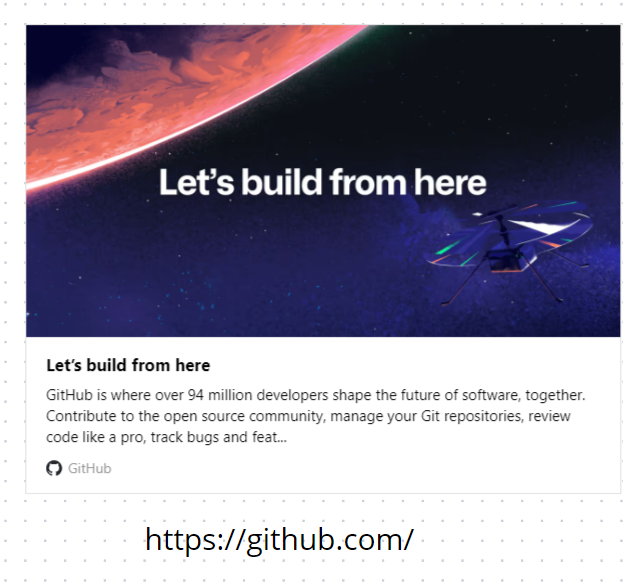 Let's build from here
Let's build from here
GitHub is where over 94 million developers shape the future of software, together.
Contribute to the open source community, manage your Git repositories, review
code like a pro, track bugs and feat...
GitHub
https://github.com/